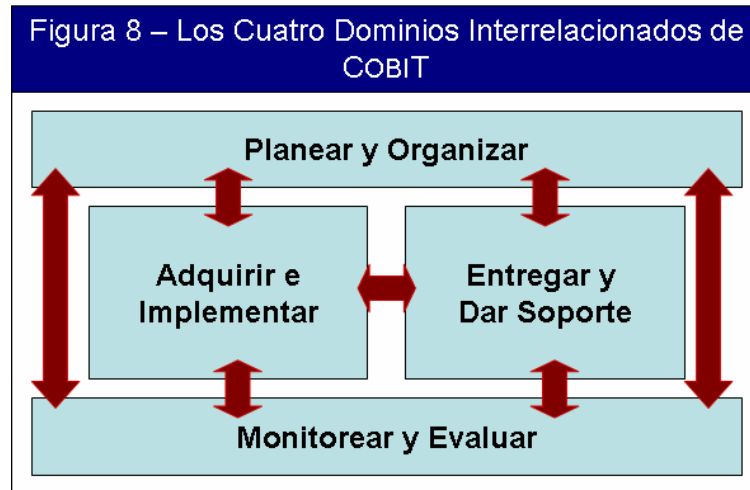 Figura 8 – Los Cuatro Dominios Interrelacionados de
COBIT
Planear y Organizar
Adquirir e
Implementar
Entregar y
Dar Soporte
Monitorear y Evaluar